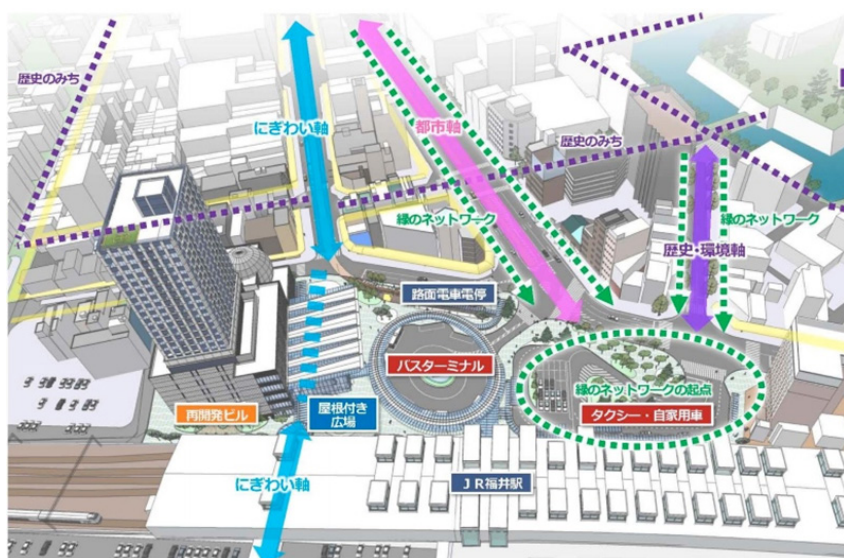 歴史のみち
にぎわい軸
都市軸
歴史のみち
緑のネットワーク
緑のネットワーク
歴史・環境軸
路面電車電停
バスターミナル
緑のネットワークの起点
再開発ビル
屋根付き
広場
タクシー・自家用車
にぎわい軸
JR福井駅